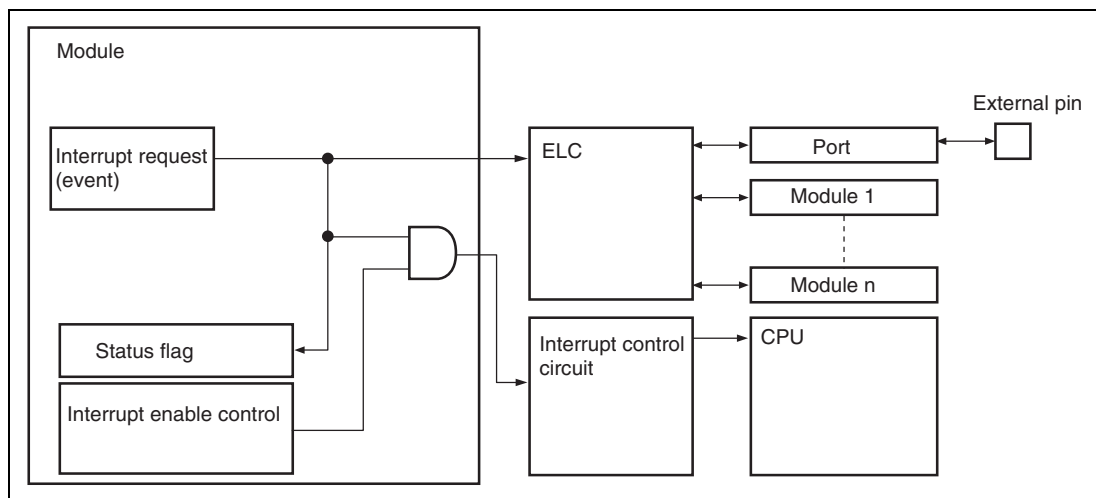 Module
External pin
Interrupt request
(event)
ELC
Port
Module 1
Module n
Status flag
Interrupt control
circuit
CPU
Interrupt enable control